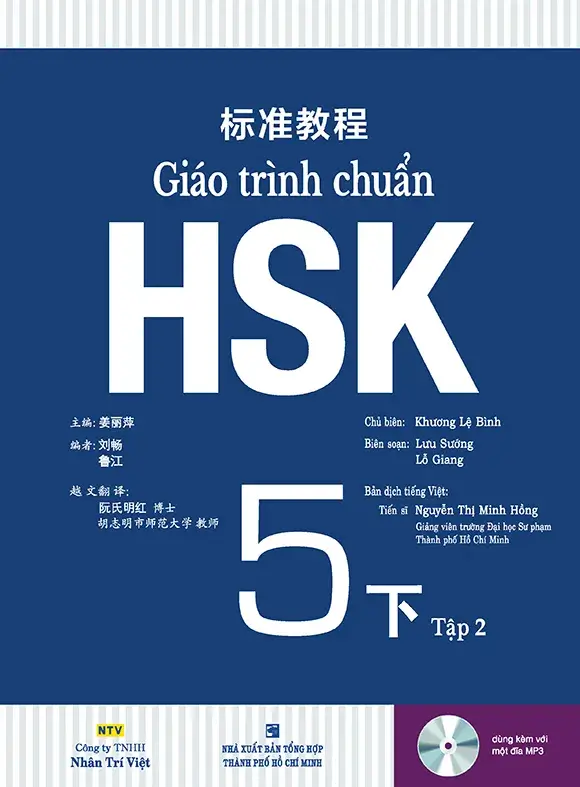 标准教程
Giáo trình chuẩn
HSK
主编: 姜丽萍
编者: 刘畅
鲁江
越文翻译:
阮氏明红 博士
胡志明市师范大学 教师
Chủ biên: Khương Lệ Bình
Biên soạn: Lưu Sướng
Lỗ Giang
Bản dịch tiếng Việt:
Tiến sĩ Nguyễn Thị Minh Hồng
Giảng viên trường Đại học Sư phạm
Thành phố Hồ Chí Minh
5下 Tập 2
NTV
Công ty TNHH
Nhân Trí Việt
NHÀ XUẤT BẢN TỔNG HỢP
THÀNH PHỐ HỒ CHÍ MINH
dùng kèm với
một đĩa MP3